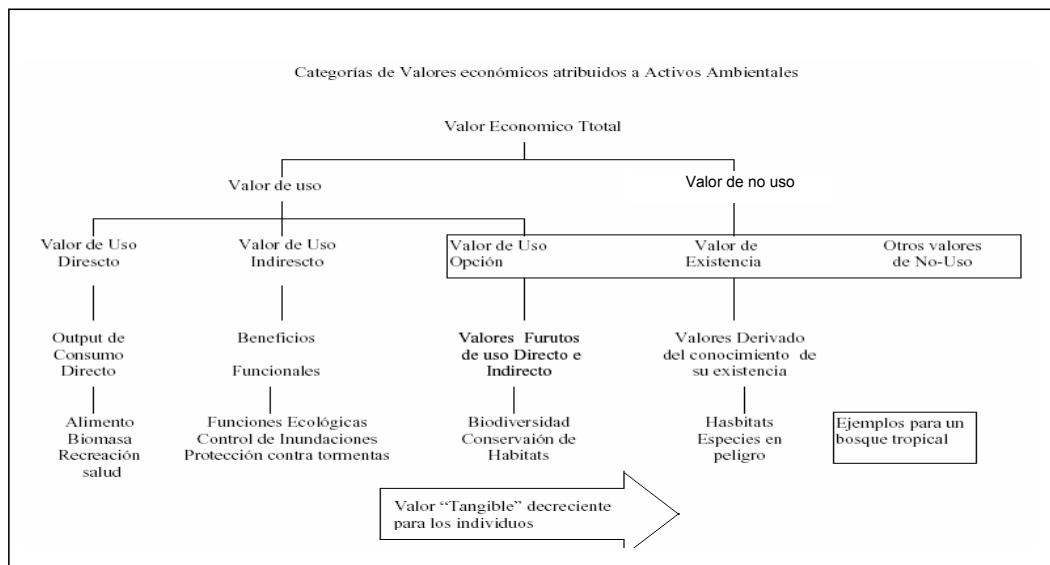 Categorías de Valores económicos atribuidos a Activos Ambientales
Valor Economico Ttotal
Valor de uso
Valor de no uso
Valor de Uso
Diresctо
Valor de Uso
Indirescto
Valor de Uso
Opción
Valor de
Existencia
Otros valores
de No-Uso
Output de
Consumo
Directo
Beneficios
Funcionales
Valores Furutos
de uso Directo e
Indirecto
Valores Derivado
del conocimiento de
su existencia
Alimento
Biomasa
Recreación
salud
Funciones Ecológicas
Control de Inundaciones
Protección contra tormentas
Biodiversidad
Conservaión de
Habitats
Hasbitats
Especies en
peligro
Ejemplos para un
bosque tropical
Valor “Tangible” decreciente
para los individuos